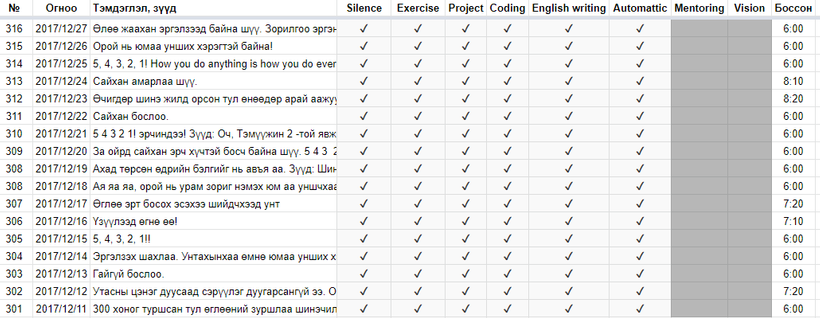 № Огноо Тэмдэглэл, зүүд Silence Exercise Project Coding English writing Automattic Mentoring Vision Боссон
316 2017/12/27 Өлөө жаахан эргэлзээд байна шүү. Зорилгоо эргэн ✓ ✓ ✓ ✓ ✓ ✓ 6:00
315 2017/12/26 Орой нь юмаа унших хэрэгтэй байна! ✓ ✓ ✓ ✓ ✓ ✓ 6:00
314 2017/12/25 5, 4, 3, 2, 1! How you do anything is how you do ever ✓ ✓ ✓ ✓ ✓ ✓ 6:00
313 2017/12/24 Сайхан амарлаа шүү. ✓ ✓ ✓ ✓ ✓ ✓ 8:10
312 2017/12/23 Өчигдөр шинэ жилд орсон тул өнөөдөр арай аажуу ✓ ✓ ✓ ✓ ✓ ✓ 8:20
311 2017/12/22 Сайхан бослоо. ✓ ✓ ✓ ✓ ✓ ✓ 6:00
310 2017/12/21 5 4 3 2 1! эрчиндээ! Зүүд: Оч, Тэмүүжин 2 -той явж ✓ ✓ ✓ ✓ ✓ ✓ 6:00
309 2017/12/20 За ойрд сайхан эрч хүчтэй босч байна шүү. 5 4 3 2 ✓ ✓ ✓ ✓ ✓ ✓ 6:00
308 2017/12/19 Ахад төрсөн өдрийн бэлгийг нь авъя аа. Зүүд: Шин ✓ ✓ ✓ ✓ ✓ ✓ 6:00
308 2017/12/18 Ая яа яа, орой нь урам зориг нэмэх юм аа уншчхаа ✓ ✓ ✓ ✓ ✓ ✓ 6:00
307 2017/12/17 Өглөө эрт босох эсэхээ шийдчхээд унт ✓ ✓ ✓ ✓ ✓ ✓ 7:20
306 2017/12/16 Үзүүлээд өгнө өө! ✓ ✓ ✓ ✓ ✓ ✓ 7:10
305 2017/12/15 5, 4, 3, 2, 1!! ✓ ✓ ✓ ✓ ✓ ✓ 6:00
304 2017/12/14 Эргэлзэх шахлаа. Унтахынхаа өмнө юмаа унших х ✓ ✓ ✓ ✓ ✓ ✓ 6:00
303 2017/12/13 Гайгүй бослоо. ✓ ✓ ✓ ✓ ✓ ✓ 6:00
302 2017/12/12 Утасны цэнэг дуусаад сэрүүлэг дуугарсангүй ээ. О ✓ ✓ ✓ ✓ ✓ ✓ 7:20
301 2017/12/11 300 хоног туршсан тул өглөөний зуршлаа шинэчил ✓ ✓ ✓ ✓ ✓ ✓ 6:00